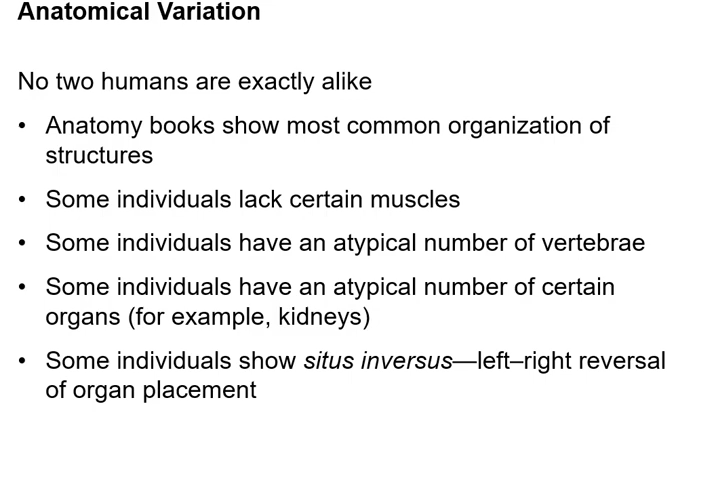 Anatomical Variation
No two humans are exactly alike
• Anatomy books show most common organization of
structures
• Some individuals lack certain muscles
• Some individuals have an atypical number of vertebrae
• Some individuals have an atypical number of certain
organs (for example, kidneys)
• Some individuals show situs inversus—left–right reversal
of organ placement